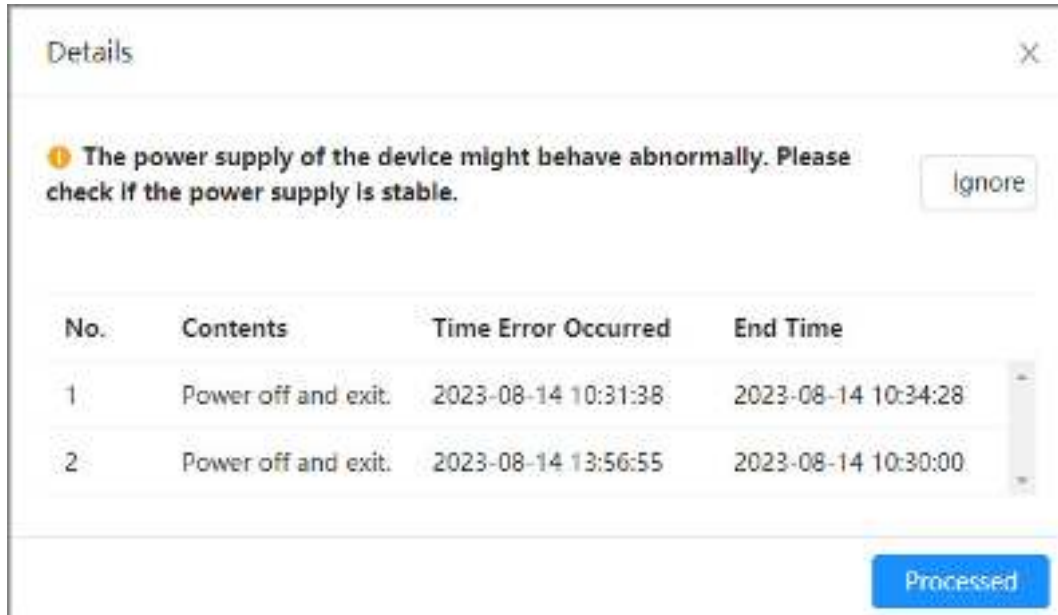 Details
The power supply of the device might behave abnormally. Please
check if the power supply is stable.
Ignore
No. Contents Time Error Occurred End Time
1 Power off and exit. 2023-08-14 10:31:38 2023-08-14 10:34:28
2 Power off and exit. 2023-08-14 13:56:55 2023-08-14 10:30:00
Processed